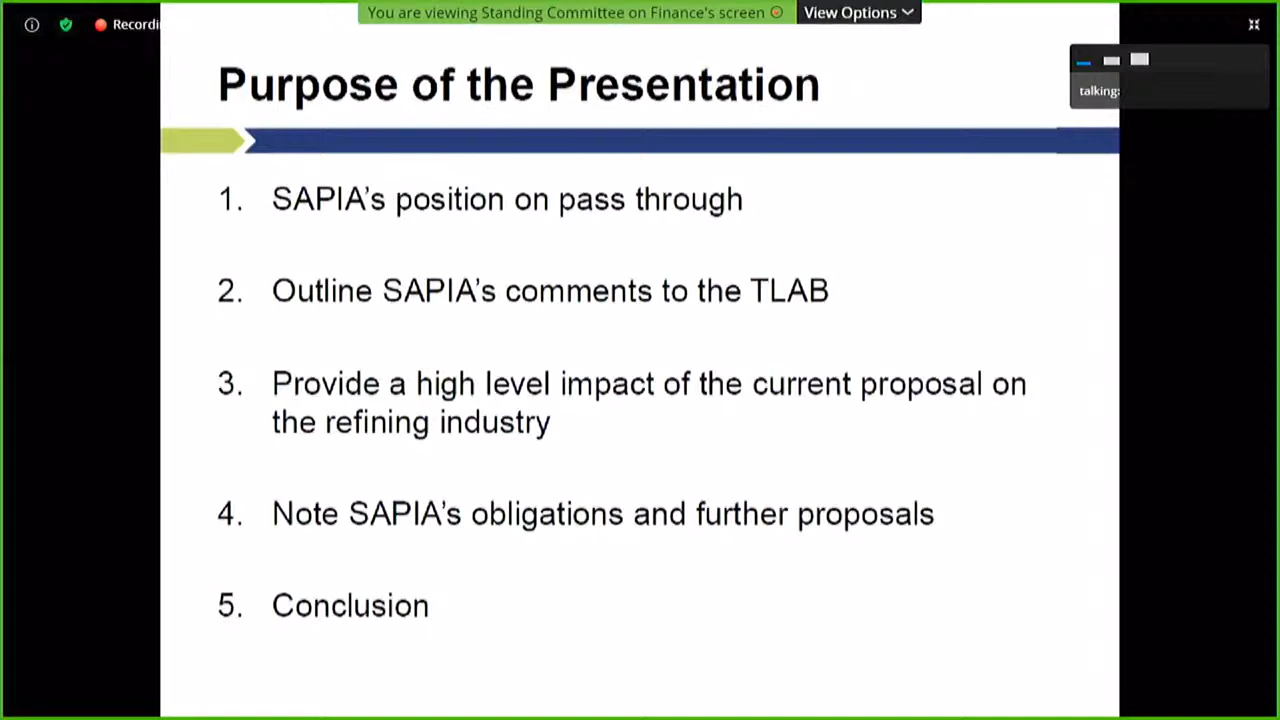 You are viewing Standing Committee on Finance's screen
View Options
Recordi
talking:
Purpose of the Presentation
1. SAPIA's position on pass through
2. Outline SAPIA's comments to the TLAB
3. Provide a high level impact of the current proposal on
the refining industry
4. Note SAPIA's obligations and further proposals
5. Conclusion